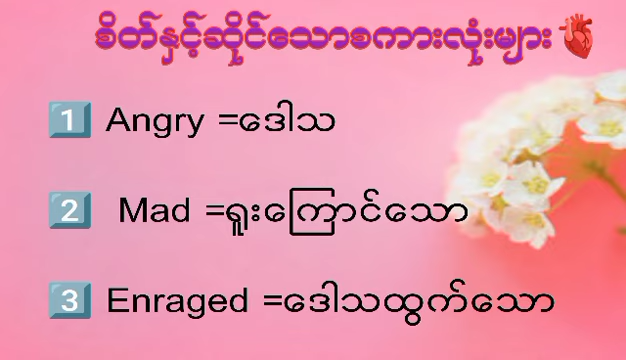 စိတ်နှင့်ဆိုင်သောစကားလုံးများ 🫀
1️⃣ Angry =ဒေါသ
2️⃣ Mad =ရူးကြောင်သော
3️⃣ Enraged =ဒေါသထွက်သော